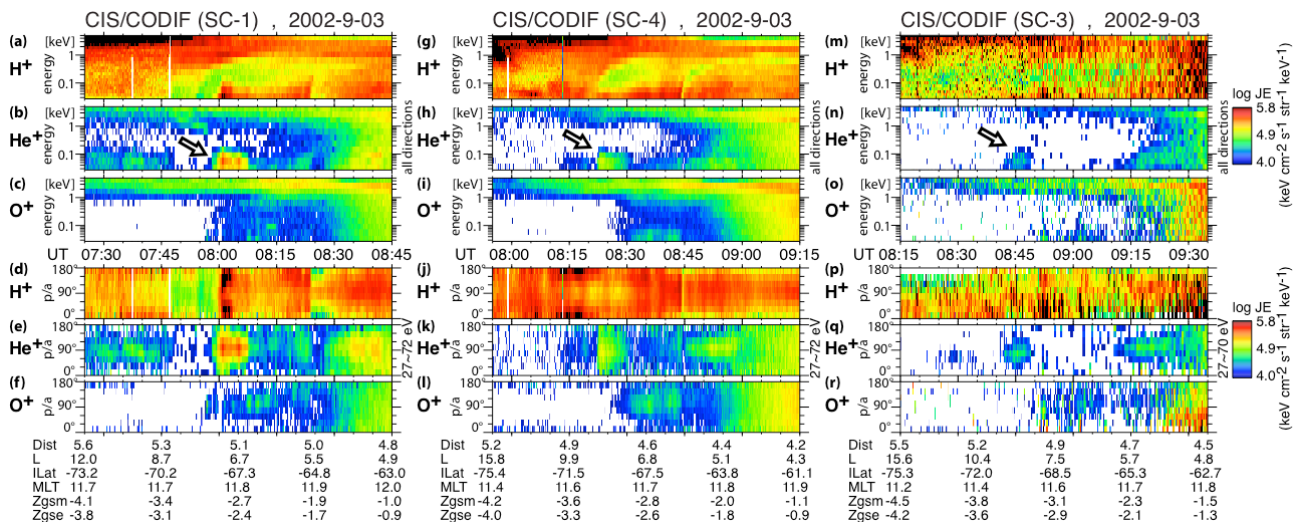 CIS/CODIF (SC-1) , 2002-9-03
(a) [keV] 1 0.1 energy H+
(b) [keV] 1 0.1 energy He+ all directions
(c) [keV] 1 0.1 energy O+
UT 07:30 07:45 08:00 08:15 08:30 08:45
(d) 180° 90° 0° p/a H+
(e) 180° 90° 0° p/a He+ 27~72 eV
(f) 180° 90° 0° p/a O+
Dist 5.6 5.3 5.1 5.0 4.8
L 12.0 8.7 6.7 5.5 4.9
ILat -73.2 -70.2 -67.3 -64.8 -63.0
MLT 11.7 11.7 11.8 11.9 12.0
Zgsm -4.1 -3.4 -2.7 -1.9 -1.0
Zgse -3.8 -3.1 -2.4 -1.7 -0.9
CIS/CODIF (SC-4) , 2002-9-03
(g) [keV] 1 0.1 energy H+
(h) [keV] 1 0.1 energy He+ all directions
(i) [keV] 1 0.1 energy O+
UT 08:00 08:15 08:30 08:45 09:00 09:15
(j) 180° 90° 0° p/a H+
(k) 180° 90° 0° p/a He+ 27~72 eV
(l) 180° 90° 0° p/a O+
Dist 5.2 4.9 4.6 4.4 4.2
L 15.8 9.9 6.8 5.1 4.3
ILat -75.4 -71.5 -67.5 -63.8 -61.1
MLT 11.4 11.6 11.7 11.8 11.9
Zgsm -4.2 -3.6 -2.8 -2.0 -1.1
Zgse -4.0 -3.3 -2.6 -1.8 -0.9
CIS/CODIF (SC-3) , 2002-9-03
(m) [keV] 1 0.1 energy H+
(n) [keV] 1 0.1 energy He+ all directions
(o) [keV] 1 0.1 energy O+
UT 08:15 08:30 08:45 09:00 09:15 09:30
(p) 180° 90° 0° p/a H+
(q) 180° 90° 0° p/a He+ 27~70 eV
(r) 180° 90° 0° p/a O+
Dist 5.5 5.2 4.9 4.7 4.5
L 15.6 10.4 7.5 5.7 4.8
ILat -75.3 -72.0 -68.5 -65.3 -62.7
MLT 11.2 11.4 11.6 11.7 11.8
Zgsm -4.5 -3.8 -3.1 -2.3 -1.5
Zgse -4.2 -3.6 -2.9 -2.1 -1.3
log JE
5.8
4.9
4.0
(keV cm-2 s-1 str-1 keV-1)
log JE
5.8
4.9
4.0
(keV cm-2 s-1 str-1 keV-1)